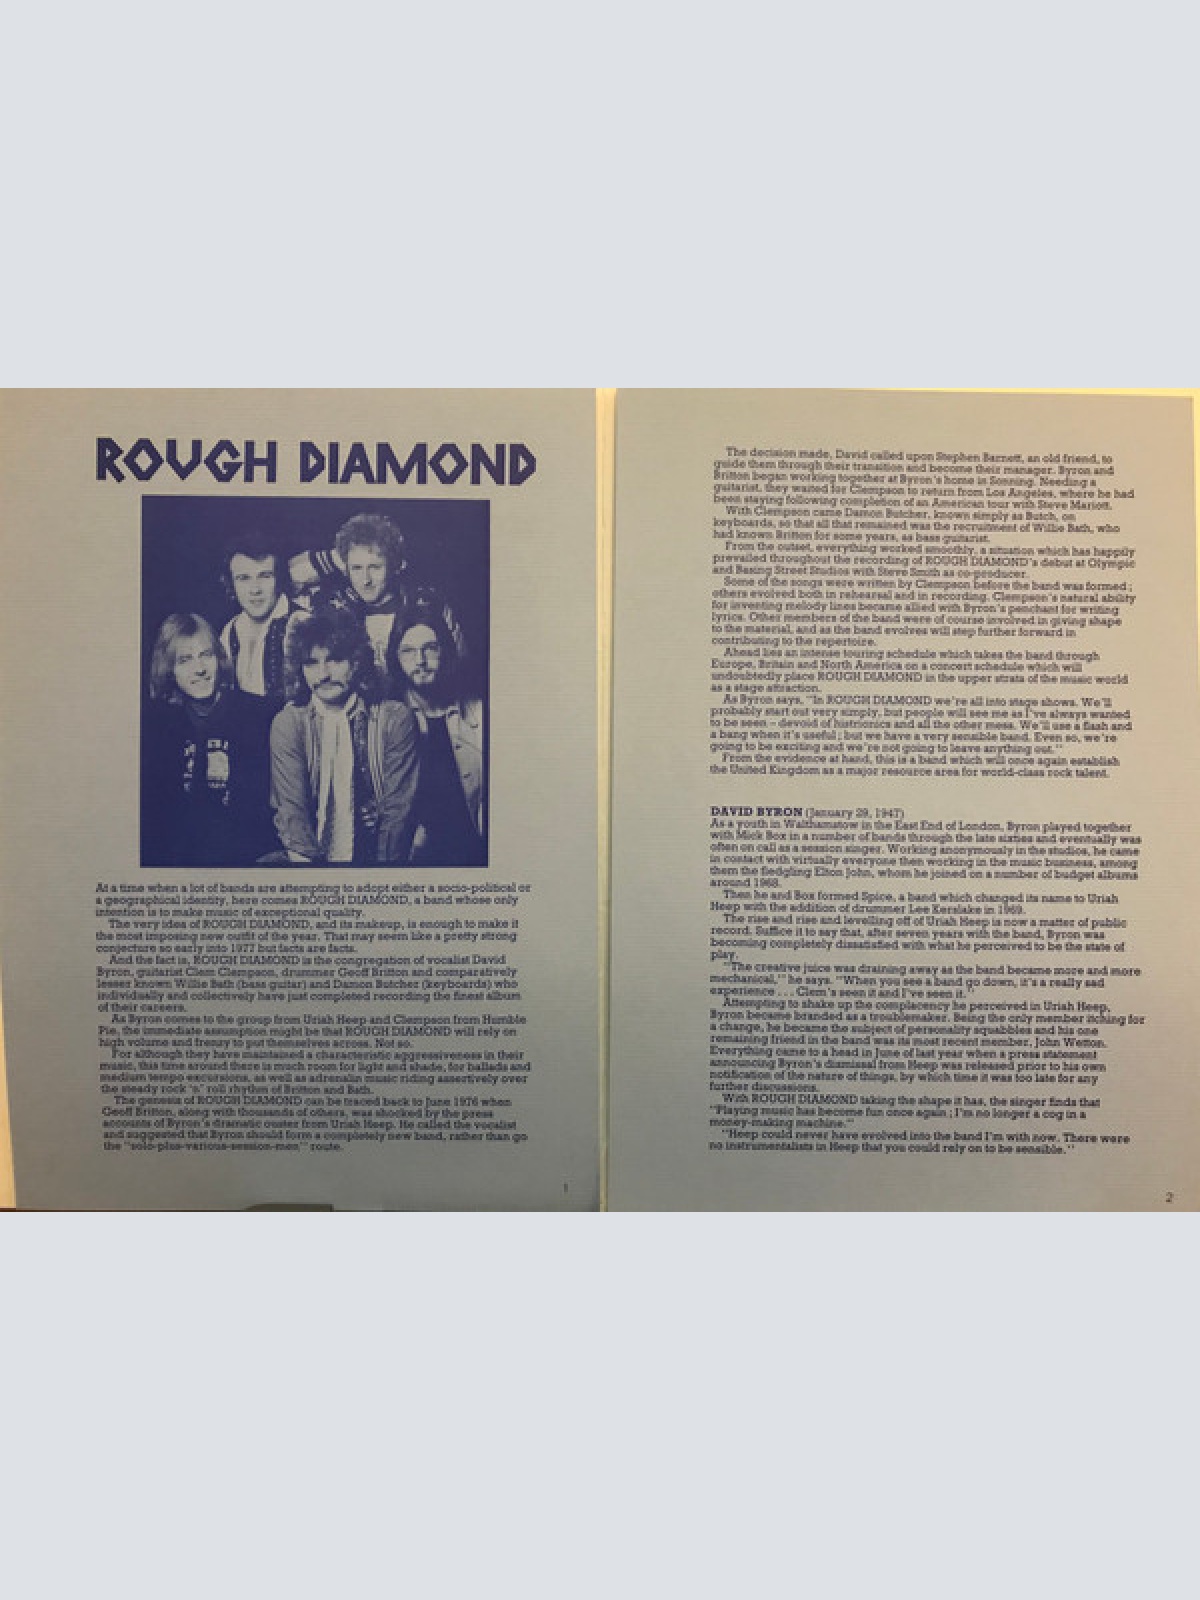 ROUGH DIAMOND
At a time when a lot of bands are attempting to adopt either a socio-political or
a geographical identity, here comes ROUGH DIAMOND, a band whose only
intention is to make music of exceptional quality.
The very idea of ROUGH DIAMOND, and its makeup, is enough to make it
the most imposing new outfit of the year. That may seem like a pretty strong
conjecture so early into 1977 but facts are facts.
And the fact is, ROUGH DIAMOND is the congregation of vocalist David
Byron, guitarist Clem Clempson, drummer Geoff Britton and comparatively
lesser known Willie Bath (bass guitar) and Damon Butcher (keyboards) who
individually and collectively have just completed recording the finest album
of their careers.
As Byron comes to the group from Uriah Heep and Clempson from Humble
Pie, the immediate assumption might be that ROUGH DIAMOND will rely on
high volume and frenzy to put themselves across. Not so.
For although they have maintained a characteristic aggressiveness in their
music, this time around there is much room for light and shade, for ballads and
medium tempo excursions, as well as adrenalin music riding assertively over
the steady rock 'n.' roll rhythm of Britton and Bath.
The genesis of ROUGH DIAMOND can be traced back to June 1976 when
Geoff Britton, along with thousands of others, was shocked by the press
accounts of Byron's dramatic ouster from Uriah Heep. He called the vocalist
and suggested that Byron should form a completely new band, rather than go
the "solo-plus-various-session-men" route.
1
The decision made, David called upon Stephen Barnett, an old friend, to
guide them through their transition and become their manager. Byron and
Britton began working together at Byron's home in Sonning. Needing a
guitarist, they waited for Clempson to return from Los Angeles, where he had
been staying following completion of an American tour with Steve Mariott.
With Clempson came Damon Butcher, known simply as Butch, on
keyboards, so that all that remained was the recruitment of Willie Bath, who
had known Britton for some years, as bass guitarist.
From the outset, everything worked smoothly, a situation which has happily
prevailed throughout the recording of ROUGH DIAMOND's debut at Olympic
and Basing Street Studios with Steve Smith as co-producer.
Some of the songs were written by Clempson before the band was formed;
others evolved both in rehearsal and in recording. Clempson's natural ability
for inventing melody lines became allied with Byron's penchant for writing
lyrics. Other members of the band were of course involved in giving shape
to the material, and as the band evolves will step further forward in
contributing to the repertoire.
Ahead lies an intense touring schedule which takes the band through
Europe, Britain and North America on a concert schedule which will
undoubtedly place ROUGH DIAMOND in the upper strata of the music world
as a stage attraction.
As Byron says, "In ROUGH DIAMOND we're all into stage shows. We'll
probably start out very simply, but people will see me as I've always wanted
to be seen – devoid of histrionics and all the other mess. We'll use a flash and
a bang when it's useful; but we have a very sensible band. Even so, we're
going to be exciting and we're not going to leave anything out."
From the evidence at hand, this is a band which will once again establish
the United Kingdom as a major resource area for world-class rock talent.
DAVID BYRON (January 29, 1947)
As a youth in Walthamstow in the East End of London, Byron played together
with Mick Box in a number of bands through the late sixties and eventually was
often on call as a session singer. Working anonymously in the studios, he came
in contact with virtually everyone then working in the music business, among
them the fledgling Elton John, whom he joined on a number of budget albums
around 1968.
Then he and Box formed Spice, a band which changed its name to Uriah
Heep with the addition of drummer Lee Kerslake in 1969.
The rise and rise and levelling off of Uriah Heep is now a matter of public
record. Suffice it to say that, after seven years with the band, Byron was
becoming completely dissatisfied with what he perceived to be the state of
play.
"The creative juice was draining away as the band became more and more
mechanical," he says. "When you see a band go down, it's a really sad
experience . . . Clem's seen it and I've seen it."
Attempting to shake up the complacency he perceived in Uriah Heep,
Byron became branded as a troublemaker. Being the only member itching for
a change, he became the subject of personality squabbles and his one
remaining friend in the band was its most recent member, John Wetton.
Everything came to a head in June of last year when a press statement
announcing Byron's dismissal from Heep was released prior to his own
notification of the nature of things, by which time it was too late for any
further discussions.
With ROUGH DIAMOND taking the shape it has, the singer finds that
"Playing music has become fun once again; I'm no longer a cog in a
money-making machine."
"Heep could never have evolved into the band I'm with now. There were
no instrumentalists in Heep that you could rely on to be sensible."
2